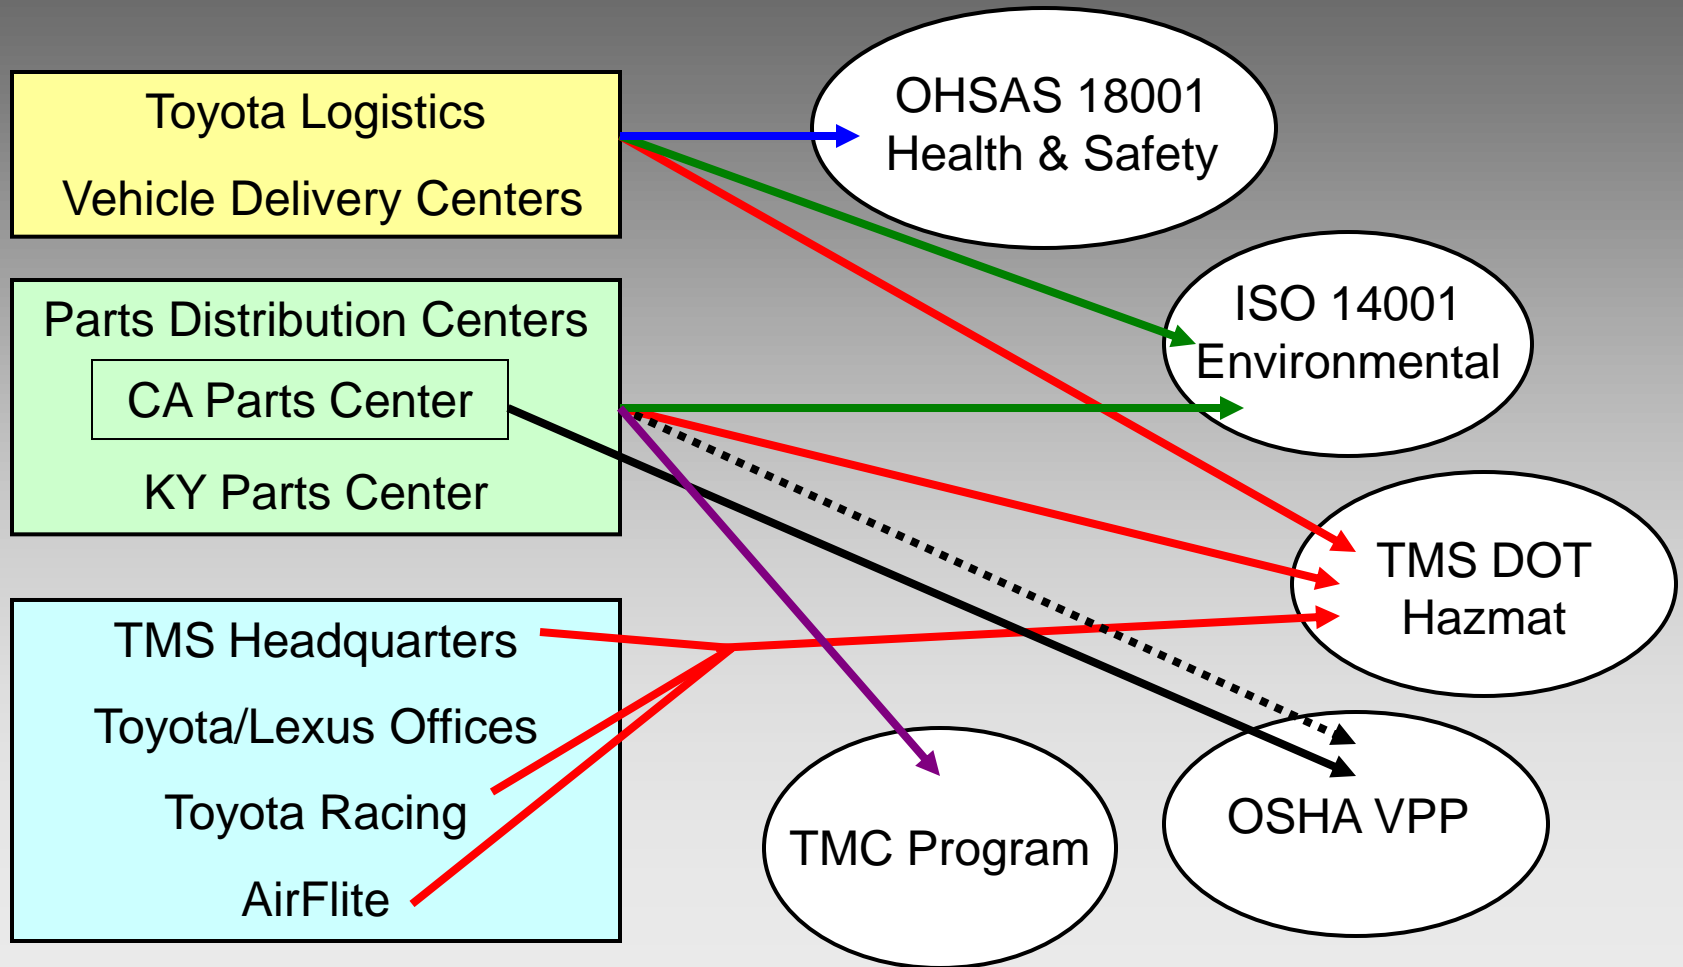 Toyota Logistics
Vehicle Delivery Centers
Parts Distribution Centers
CA Parts Center
KY Parts Center
TMS Headquarters
Toyota/Lexus Offices
Toyota Racing
AirFlite
OHSAS 18001
Health & Safety
ISO 14001
Environmental
TMS DOT
Hazmat
OSHA VPP
TMC Program